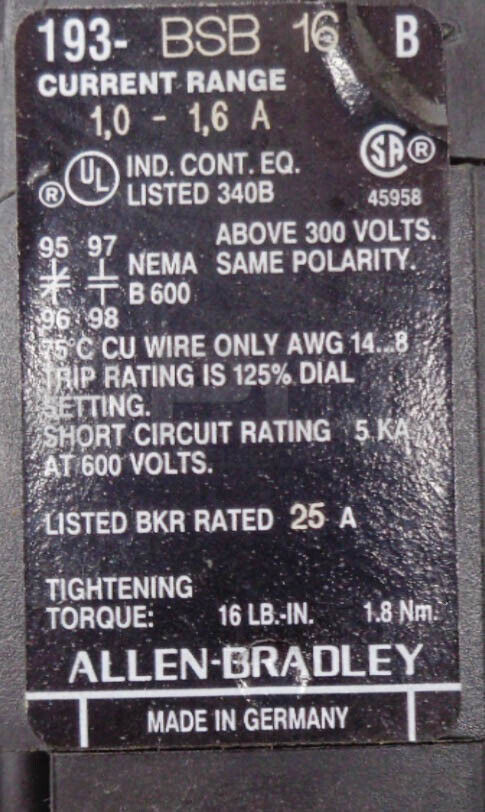 193- BSB 16 B
CURRENT RANGE
1,0 - 1,6 A
UL ® IND. CONT. EQ.
LISTED 340B
SA ®
45958
95 97
96 98
NEMA
B 600
ABOVE 300 VOLTS.
SAME POLARITY.
75°C CU WIRE ONLY AWG 14...8
TRIP RATING IS 125% DIAL
SETTING.
SHORT CIRCUIT RATING 5 KA
AT 600 VOLTS.
LISTED BKR RATED 25 A
TIGHTENING
TORQUE: 16 LB.-IN. 1.8 Nm.
ALLEN-BRADLEY
MADE IN GERMANY